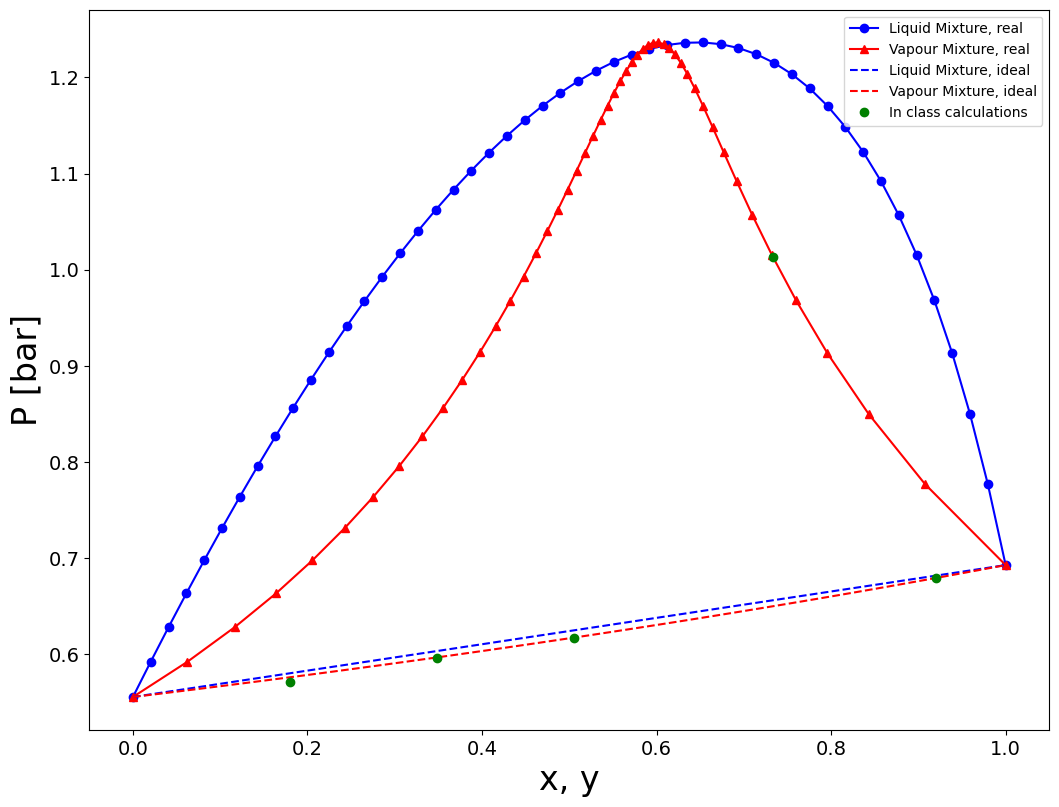 Liquid Mixture, real
Vapour Mixture, real
Liquid Mixture, ideal
Vapour Mixture, ideal
In class calculations
P [bar]
1.2
1.1
1.0
0.9
0.8
0.7
0.6
0.0 0.2 0.4 0.6 0.8 1.0
x, y